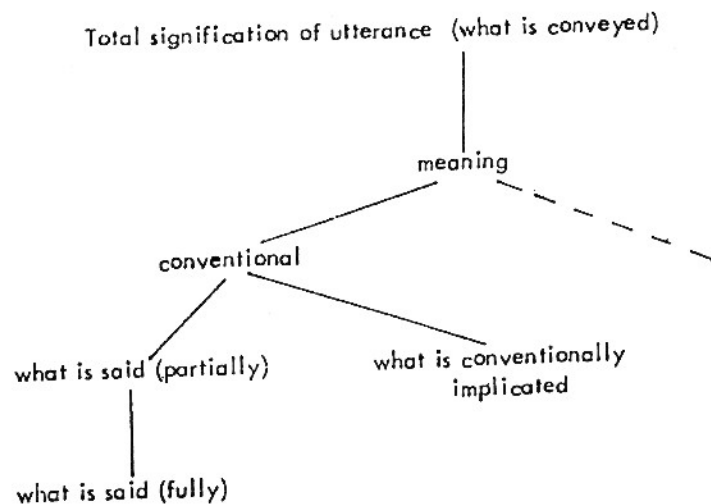 Total signification of utterance (what is conveyed)
meaning
conventional
what is said (partially)
what is conventionally
implicated
what is said (fully)